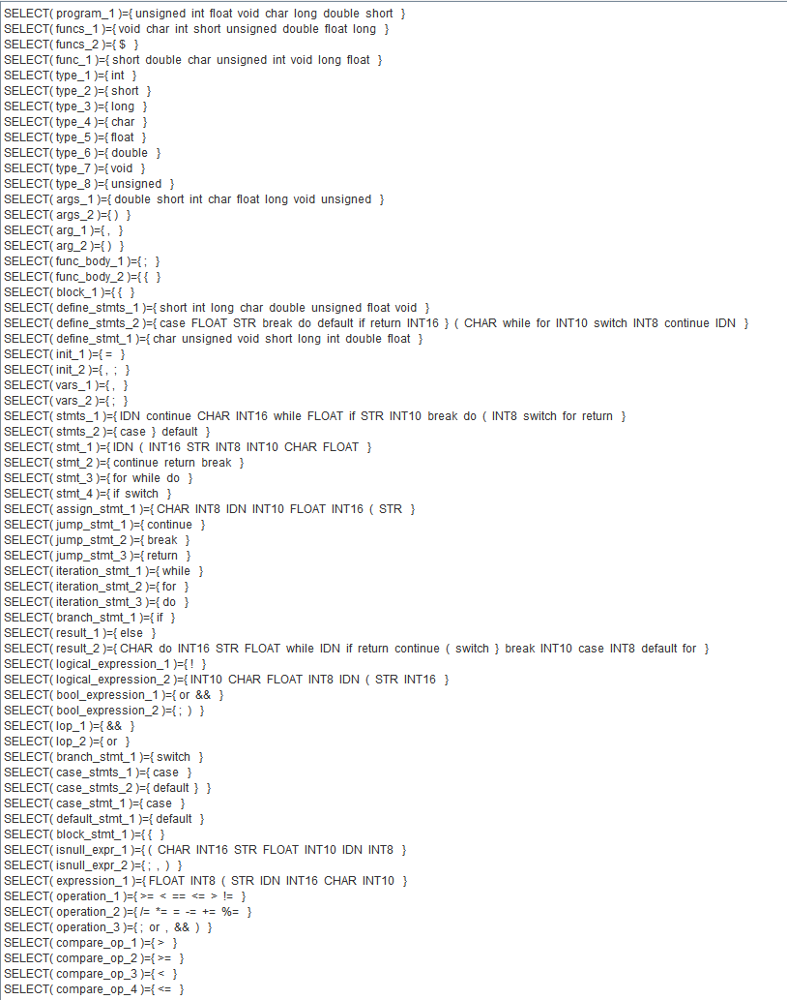 SELECT( program_1 )={ unsigned int float void char long double short }
SELECT( funcs_1 )={ void char int short unsigned double float long }
SELECT( funcs_2 )={ $ }
SELECT( func_1 )={ short double char unsigned int void long float }
SELECT( type_1 )={ int }
SELECT( type_2 )={ short }
SELECT( type_3 )={ long }
SELECT( type_4 )={ char }
SELECT( type_5 )={ float }
SELECT( type_6 )={ double }
SELECT( type_7 )={ void }
SELECT( type_8 )={ unsigned }
SELECT( args_1 )={ double short int char float long void unsigned }
SELECT( args_2 )={ ) }
SELECT( arg_1 )={ , }
SELECT( arg_2 )={ ) }
SELECT( func_body_1 )={ ; }
SELECT( func_body_2 )={ { }
SELECT( block_1 )={ { }
SELECT( define_stmts_1 )={ short int long char double unsigned float void }
SELECT( define_stmts_2 )={ case FLOAT STR break do default if return INT16 } ( CHAR while for INT10 switch INT8 continue IDN }
SELECT( define_stmt_1 )={ char unsigned void short long int double float }
SELECT( init_1 )={ = }
SELECT( init_2 )={ , ; }
SELECT( vars_1 )={ , }
SELECT( vars_2 )={ ; }
SELECT( stmts_1 )={ IDN continue CHAR INT16 while FLOAT if STR INT10 break do ( INT8 switch for return }
SELECT( stmts_2 )={ case } default }
SELECT( stmt_1 )={ IDN ( INT16 STR INT8 INT10 CHAR FLOAT }
SELECT( stmt_2 )={ continue return break }
SELECT( stmt_3 )={ for while do }
SELECT( stmt_4 )={ if switch }
SELECT( assign_stmt_1 )={ CHAR INT8 IDN INT10 FLOAT INT16 ( STR }
SELECT( jump_stmt_1 )={ continue }
SELECT( jump_stmt_2 )={ break }
SELECT( jump_stmt_3 )={ return }
SELECT( iteration_stmt_1 )={ while }
SELECT( iteration_stmt_2 )={ for }
SELECT( iteration_stmt_3 )={ do }
SELECT( branch_stmt_1 )={ if }
SELECT( result_1 )={ else }
SELECT( result_2 )={ CHAR do INT16 STR FLOAT while IDN if return continue ( switch } break INT10 case INT8 default for }
SELECT( logical_expression_1 )={ ! }
SELECT( logical_expression_2 )={ INT10 CHAR FLOAT INT8 IDN ( STR INT16 }
SELECT( bool_expression_1 )={ or && }
SELECT( bool_expression_2 )={ ; ) }
SELECT( lop_1 )={ && }
SELECT( lop_2 )={ or }
SELECT( branch_stmt_1 )={ switch }
SELECT( case_stmts_1 )={ case }
SELECT( case_stmts_2 )={ default } }
SELECT( case_stmt_1 )={ case }
SELECT( default_stmt_1 )={ default }
SELECT( block_stmt_1 )={ { }
SELECT( isnull_expr_1 )={ ( CHAR INT16 STR FLOAT INT10 IDN INT8 }
SELECT( isnull_expr_2 )={ ; , ) }
SELECT( expression_1 )={ FLOAT INT8 ( STR IDN INT16 CHAR INT10 }
SELECT( operation_1 )={ >= < == <= > != }
SELECT( operation_2 )={ /= *= = -= += %= }
SELECT( operation_3 )={ ; or , && ) }
SELECT( compare_op_1 )={ > }
SELECT( compare_op_2 )={ >= }
SELECT( compare_op_3 )={ < }
SELECT( compare_op_4 )={ <= }